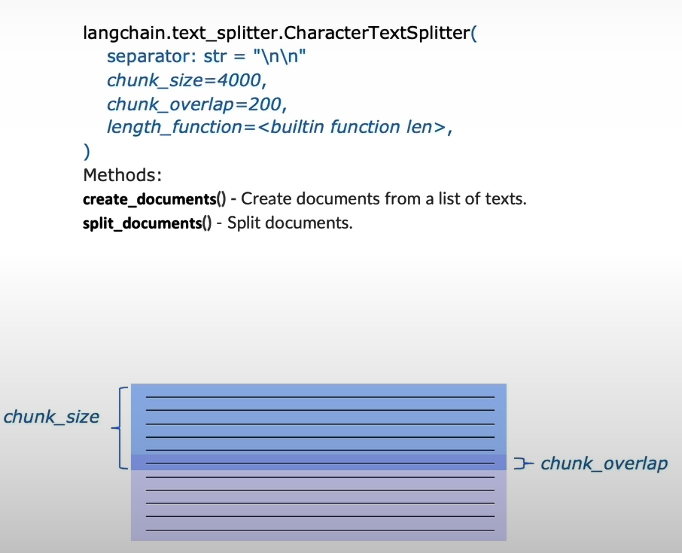 langchain.text_splitter.CharacterTextSplitter(
separator: str = "\n\n"
chunk_size=4000,
chunk_overlap=200,
length_function=<builtin function len>,
)
Methods:
create_documents() - Create documents from a list of texts.
split_documents() - Split documents.
chunk_size
chunk_overlap